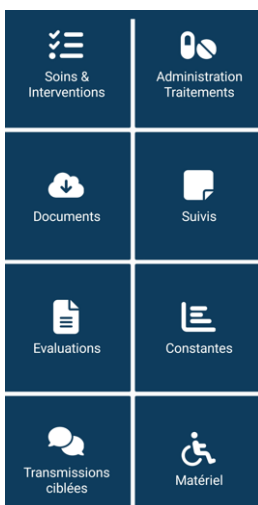 Soins &
Interventions
Administration
Traitements
Documents
Suivis
Evaluations
Constantes
Transmissions
ciblées
Matériel